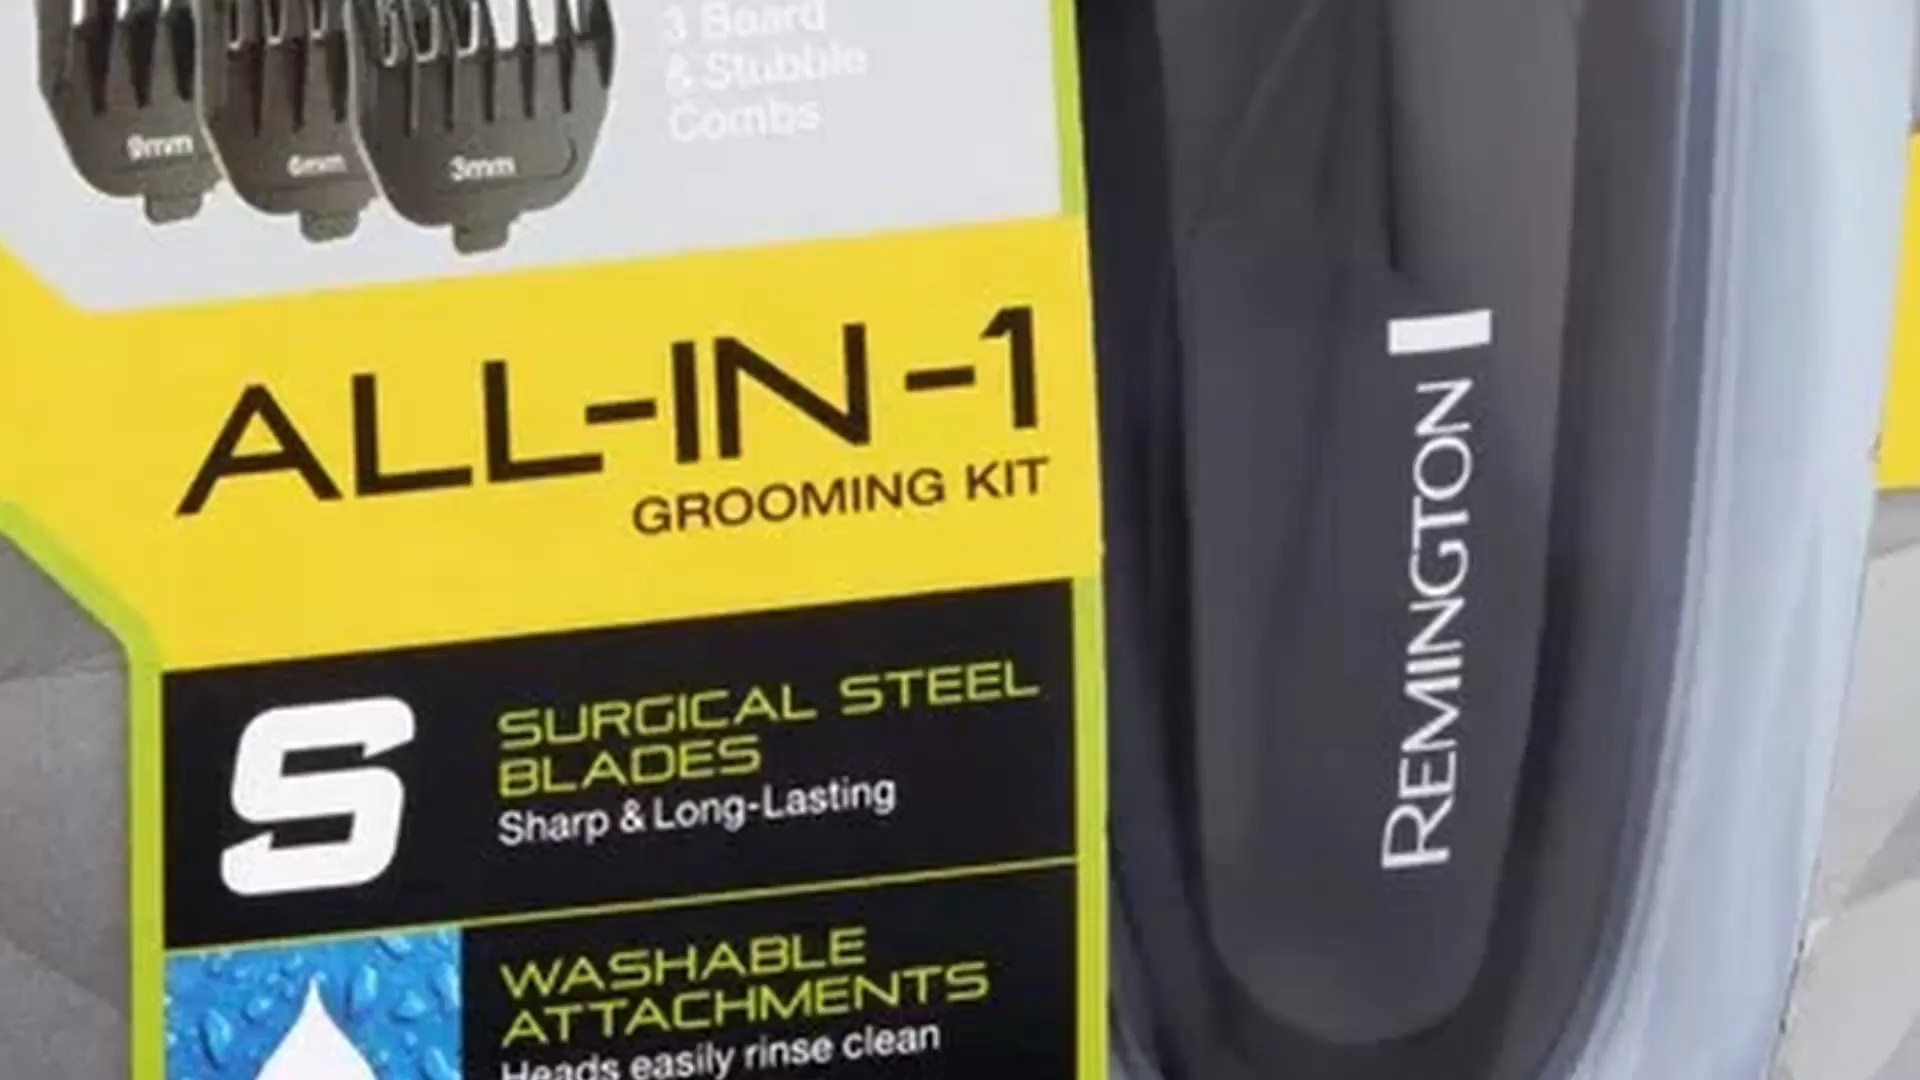 3 Beard
& Stubble
Combs
9mm
6mm
3mm
ALL-IN-1
GROOMING KIT
REMINGTON
S
SURGICAL STEEL
BLADES
Sharp & Long-Lasting
WASHABLE
ATTACHMENTS
Heads easily rinse clean